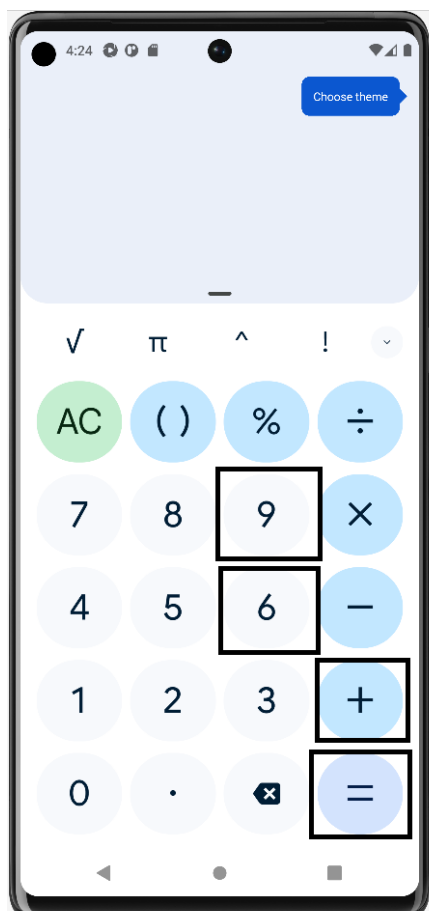 4:24
Choose theme
√ π ^ !
AC ( ) % ÷
7 8 9 ×
4 5 6 −
1 2 3 +
0 . =